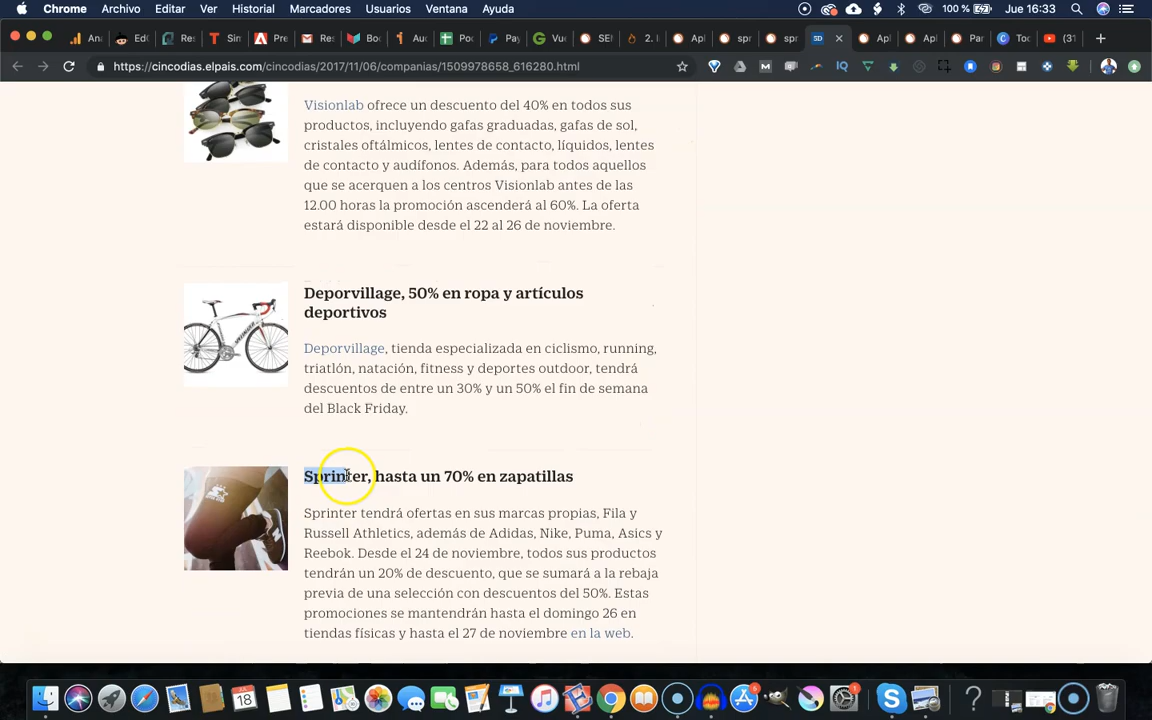 Chrome Archivo Editar Ver Historial Marcadores Usuarios Ventana Ayuda 100 % Jue 16:33
https://cincodias.elpais.com/cincodias/2017/11/06/companias/1509978658_616280.html
Visionlab ofrece un descuento del 40% en todos sus
productos, incluyendo gafas graduadas, gafas de sol,
cristales oftálmicos, lentes de contacto, líquidos, lentes
de contacto y audífonos. Además, para todos aquellos
que se acerquen a los centros Visionlab antes de las
12.00 horas la promoción ascenderá al 60%. La oferta
estará disponible desde el 22 al 26 de noviembre.
Deporvillage, 50% en ropa y artículos
deportivos
Deporvillage, tienda especializada en ciclismo, running,
triatlón, natación, fitness y deportes outdoor, tendrá
descuentos de entre un 30% y un 50% el fin de semana
del Black Friday.
Sprinter, hasta un 70% en zapatillas
Sprinter tendrá ofertas en sus marcas propias, Fila y
Russell Athletics, además de Adidas, Nike, Puma, Asics y
Reebok. Desde el 24 de noviembre, todos sus productos
tendrán un 20% de descuento, que se sumará a la rebaja
previa de una selección con descuentos del 50%. Estas
promociones se mantendrán hasta el domingo 26 en
tiendas físicas y hasta el 27 de noviembre en la web.